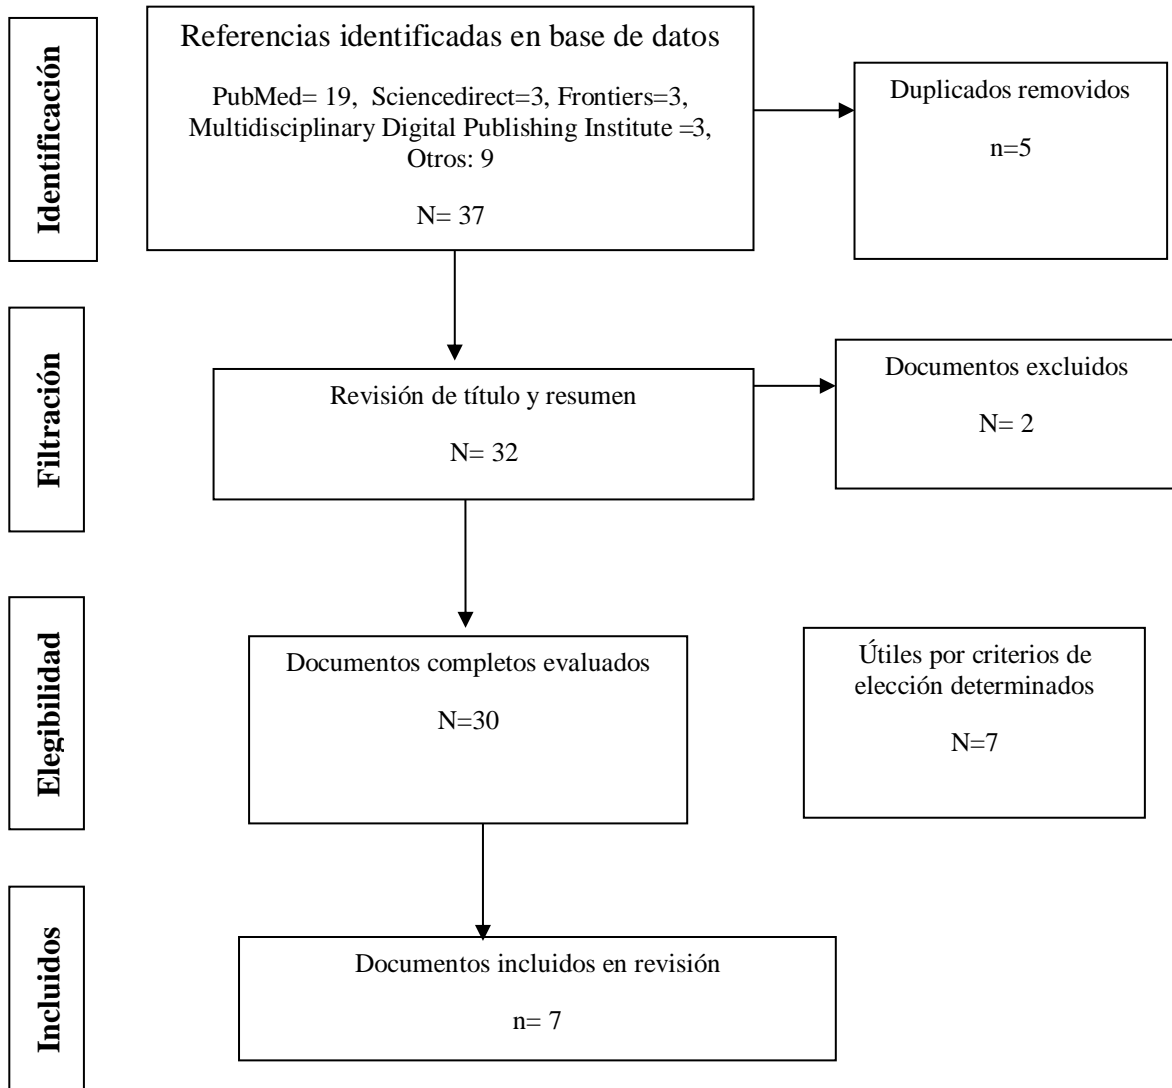 Identificación
Referencias identificadas en base de datos
PubMed= 19, Sciencedirect=3, Frontiers=3,
Multidisciplinary Digital Publishing Institute =3,
Otros: 9
N= 37
Duplicados removidos
n=5
Filtración
Revisión de título y resumen
N= 32
Documentos excluidos
N= 2
Elegibilidad
Documentos completos evaluados
N=30
Útiles por criterios de
elección determinados
N=7
Incluidos
Documentos incluidos en revisión
n= 7